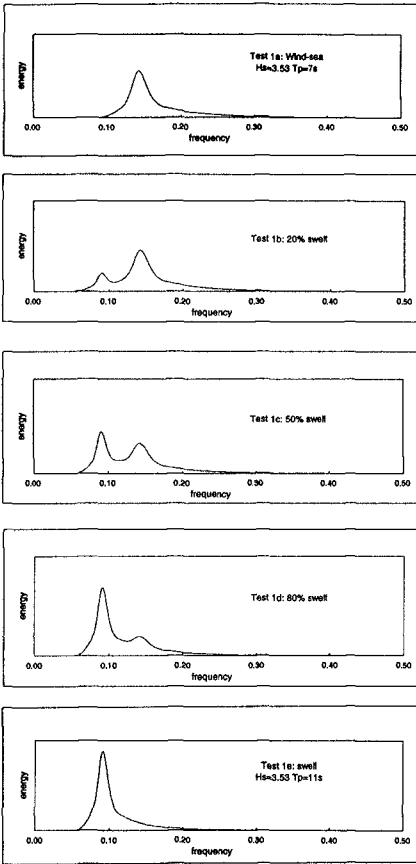 energy
Test 1a: Wind-sea
Hs=3.53 Tp=7s
0.00 0.10 0.20 0.30 0.40 0.50
frequency
energy
Test 1b: 20% swell
0.00 0.10 0.20 0.30 0.40 0.50
frequency
energy
Test 1c: 50% swell
0.00 0.10 0.20 0.30 0.40 0.50
frequency
energy
Test 1d: 80% swell
0.00 0.10 0.20 0.30 0.40 0.50
frequency
energy
Test 1e: swell
Hs=3.53 Tp=11s
0.00 0.10 0.20 0.30 0.40 0.50
frequency